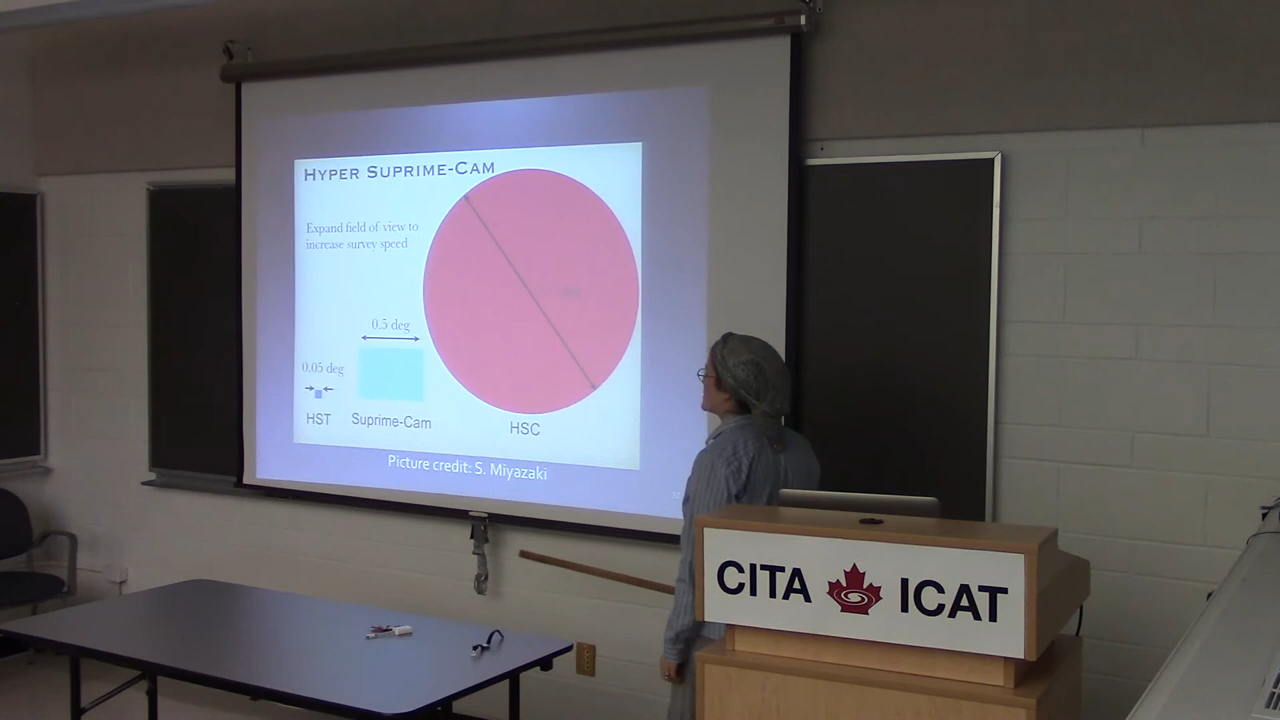 HYPER SUPRIME-CAM
Expand field of view to
increase survey speed
0.5 deg
0.05 deg
HST
Suprime-Cam
HSC
Picture credit: S. Miyazaki
CITA ICAT